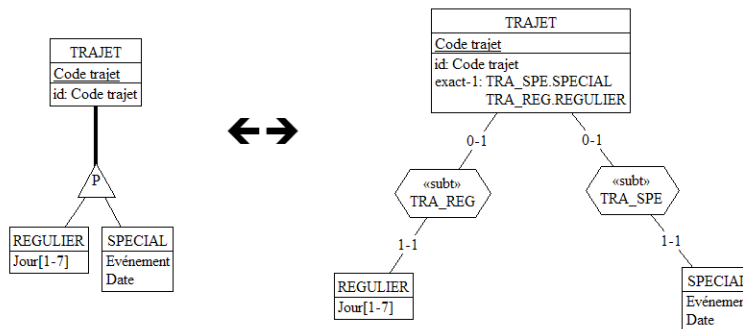 TRAJET
Code trajet
id: Code trajet
P
REGULIER
Jour[1-7]
SPECIAL
Evénement
Date
TRAJET
Code trajet
id: Code trajet
exact-1: TRA_SPE.SPECIAL
TRA_REG.REGULIER
0-1
0-1
«subt»
TRA_REG
«subt»
TRA_SPE
1-1
1-1
REGULIER
Jour[1-7]
SPECIAL
Evénement
Date